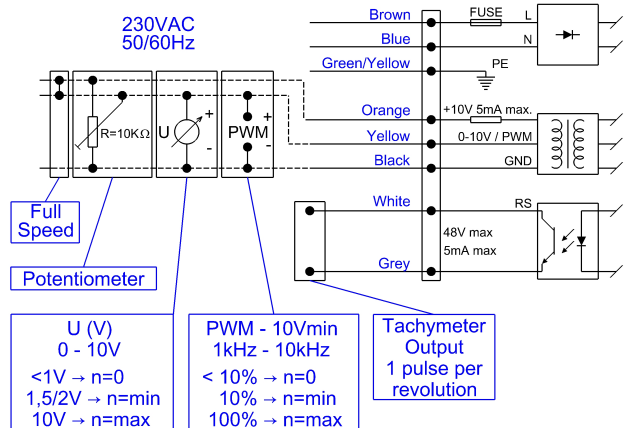 230VAC
50/60Hz
Brown
FUSE
L
Blue
N
Green/Yellow
PE
Orange
+10V 5mA max.
R=10KΩ
U
+
-
PWM
+
-
Yellow
0-10V / PWM
Black
GND
White
RS
48V max
5mA max
Grey
Full
Speed
Potentiometer
U (V)
0 - 10V
<1V → n=0
1,5/2V → n=min
10V → n=max
PWM - 10Vmin
1kHz - 10kHz
< 10% → n=0
10% → n=min
100% → n=max
Tachymeter
Output
1 pulse per
revolution